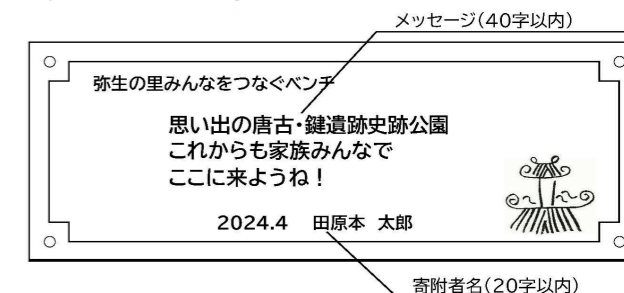 メッセージ(40字以内)
弥生の里みんなをつなぐベンチ
思い出の唐古・鍵遺跡史跡公園
これからも家族みんなで
ここに来ようね！
2024.4 田原本 太郎
寄附者名(20字以内)